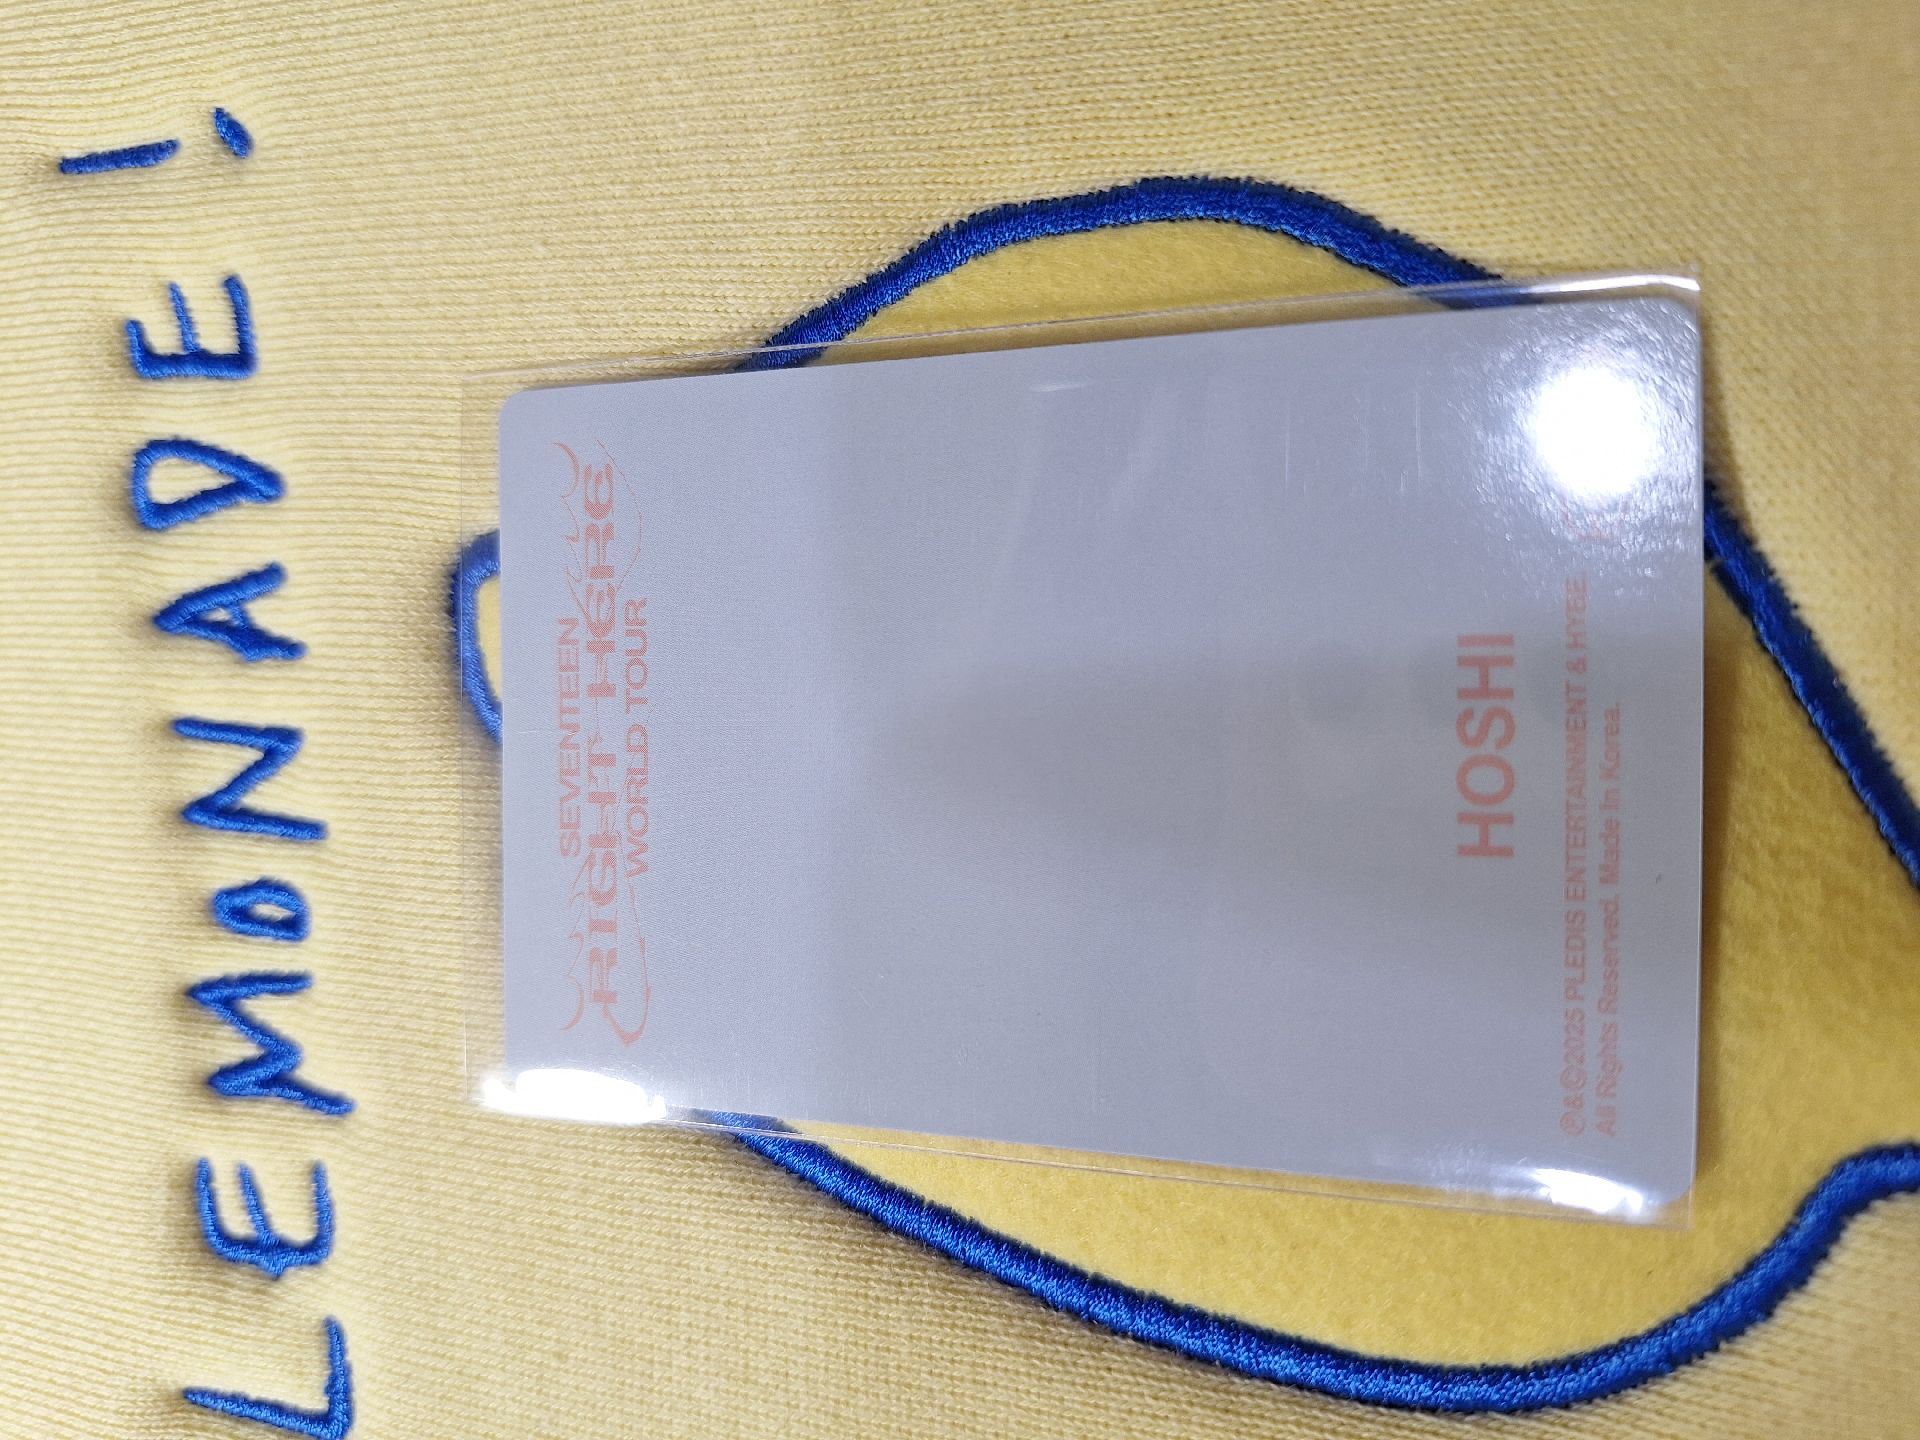 LEMONADE!
SEVENTEEN
RIGHT HERE
WORLD TOUR
HOSHI
℗&©2025 PLEDIS ENTERTAINMENT & HYBE.
All Rights Reserved. Made in Korea.